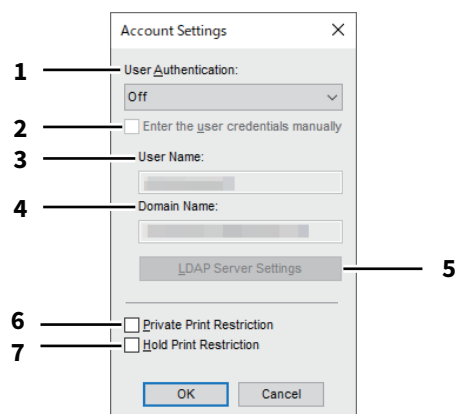 Account Settings
1
User Authentication:
Off
2
Enter the user credentials manually
3
User Name:
4
Domain Name:
LDAP Server Settings
5
6
Private Print Restriction
7
Hold Print Restriction
OK
Cancel